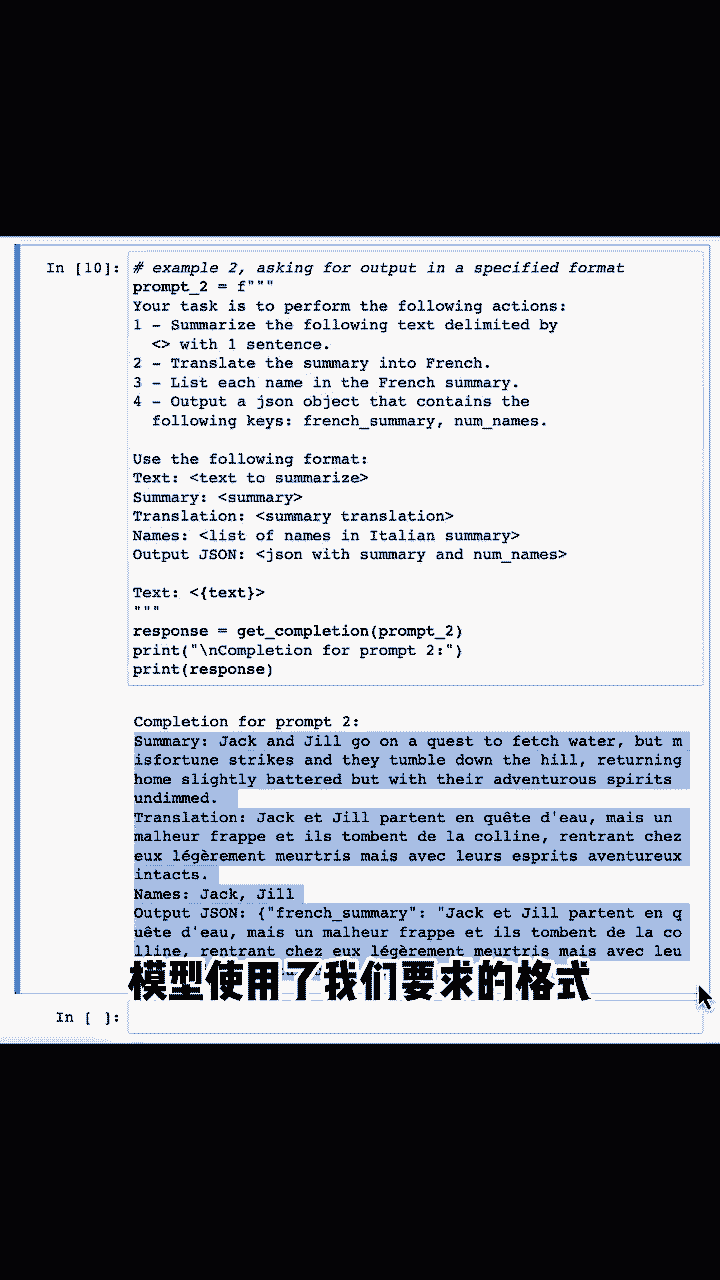 In [10]: # example 2, asking for output in a specified format
prompt_2 = f"""
Your task is to perform the following actions:
1 - Summarize the following text delimited by
<> with 1 sentence.
2 - Translate the summary into French.
3 - List each name in the French summary.
4 - Output a json object that contains the
following keys: french_summary, num_names.
Use the following format:
Text: <text to summarize>
Summary: <summary>
Translation: <summary translation>
Names: <list of names in Italian summary>
Output JSON: <json with summary and num_names>
Text: <{text}>
"""
response = get_completion(prompt_2)
print("\nCompletion for prompt 2:")
print(response)
Completion for prompt 2:
Summary: Jack and Jill go on a quest to fetch water, but m
isfortune strikes and they tumble down the hill, returning
home slightly battered but with their adventurous spirits
undimmed.
Translation: Jack et Jill partent en quête d'eau, mais un
malheur frappe et ils tombent de la colline, rentrant chez
eux légèrement meurtris mais avec leurs esprits aventureux
intacts.
Names: Jack, Jill
Output JSON: {"french_summary": "Jack et Jill partent en q
uête d'eau, mais un malheur frappe et ils tombent de la co
lline, rentrant chez eux légèrement meurtris mais avec leu
模型使用了我们要求的格式
In [ ]: